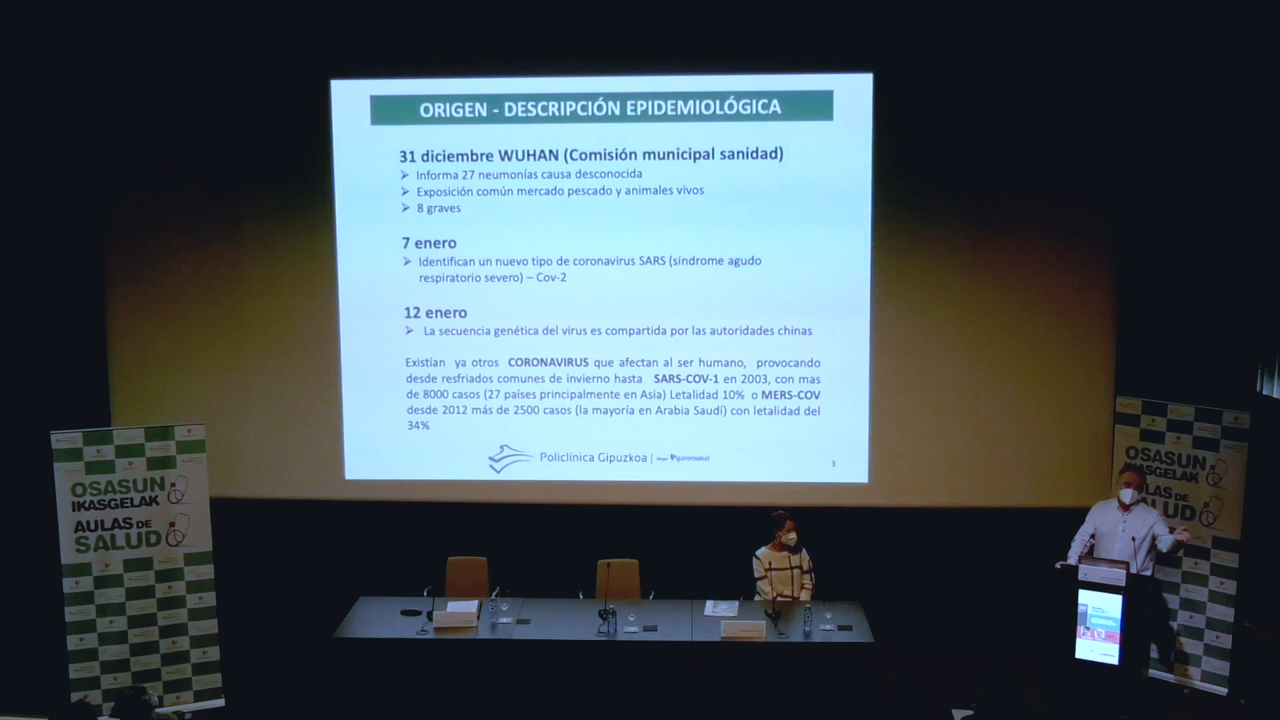 ORIGEN - DESCRIPCIÓN EPIDEMIOLÓGICA
31 diciembre WUHAN (Comisión municipal sanidad)
➢ Informa 27 neumonías causa desconocida
➢ Exposición común mercado pescado y animales vivos
➢ 8 graves
7 enero
➢ Identifican un nuevo tipo de coronavirus SARS (síndrome agudo
respiratorio severo) – Cov-2
12 enero
➢ La secuencia genética del virus es compartida por las autoridades chinas
Existían ya otros CORONAVIRUS que afectan al ser humano, provocando
desde resfriados comunes de invierno hasta SARS-COV-1 en 2003, con mas
de 8000 casos (27 países principalmente en Asia) Letalidad 10% o MERS-COV
desde 2012 más de 2500 casos (la mayoría en Arabia Saudí) con letalidad del
34%
Policlínica Gipuzkoa | Grupo quironsalud
3
OSASUN
IKASGELAK
AULAS DE
SALUD
OSASUN
IKASGELAK
AULAS DE
SALUD